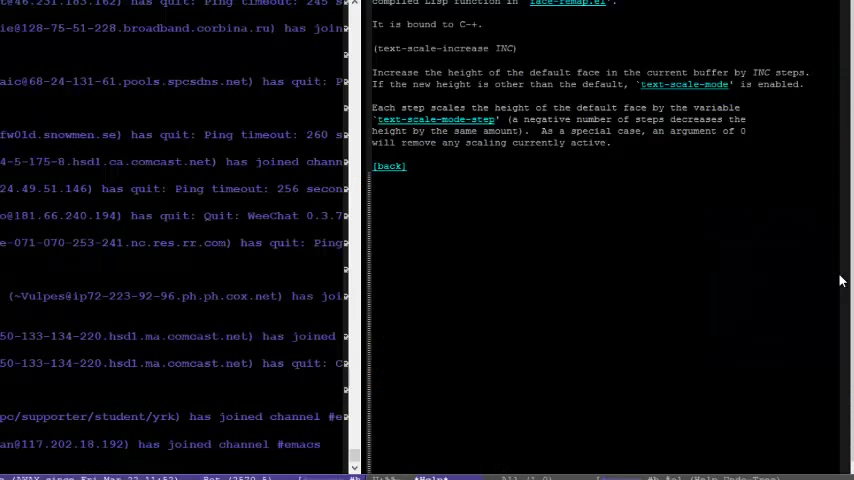 t@46.231.183.162) has quit: Ping timeout: 245 s
ie@128-75-51-228.broadband.corbina.ru) has join
aic@68-24-131-61.pools.spcsdns.net) has quit: P
fw01d.snowmen.se) has quit: Ping timeout: 260 s
4-5-175-8.hsd1.ca.comcast.net) has joined chann
24.49.51.146) has quit: Ping timeout: 256 secon
o@181.66.240.194) has quit: Quit: WeeChat 0.3.7
e-071-070-253-241.nc.res.rr.com) has quit: Ping
(~Vulpes@ip72-223-92-96.ph.ph.cox.net) has joi
50-133-134-220.hsd1.ma.comcast.net) has joined
50-133-134-220.hsd1.ma.comcast.net) has quit: C
pc/supporter/student/yrk) has joined channel #e
an@117.202.18.192) has joined channel #emacs
compiled Lisp function in `face-remap.el'.
It is bound to C-+.
(text-scale-increase INC)
Increase the height of the default face in the current buffer by INC steps.
If the new height is other than the default, `text-scale-mode' is enabled.
Each step scales the height of the default face by the variable
`text-scale-mode-step' (a negative number of steps decreases the
height by the same amount).  As a special case, an argument of 0
will remove any scaling currently active.
[back]